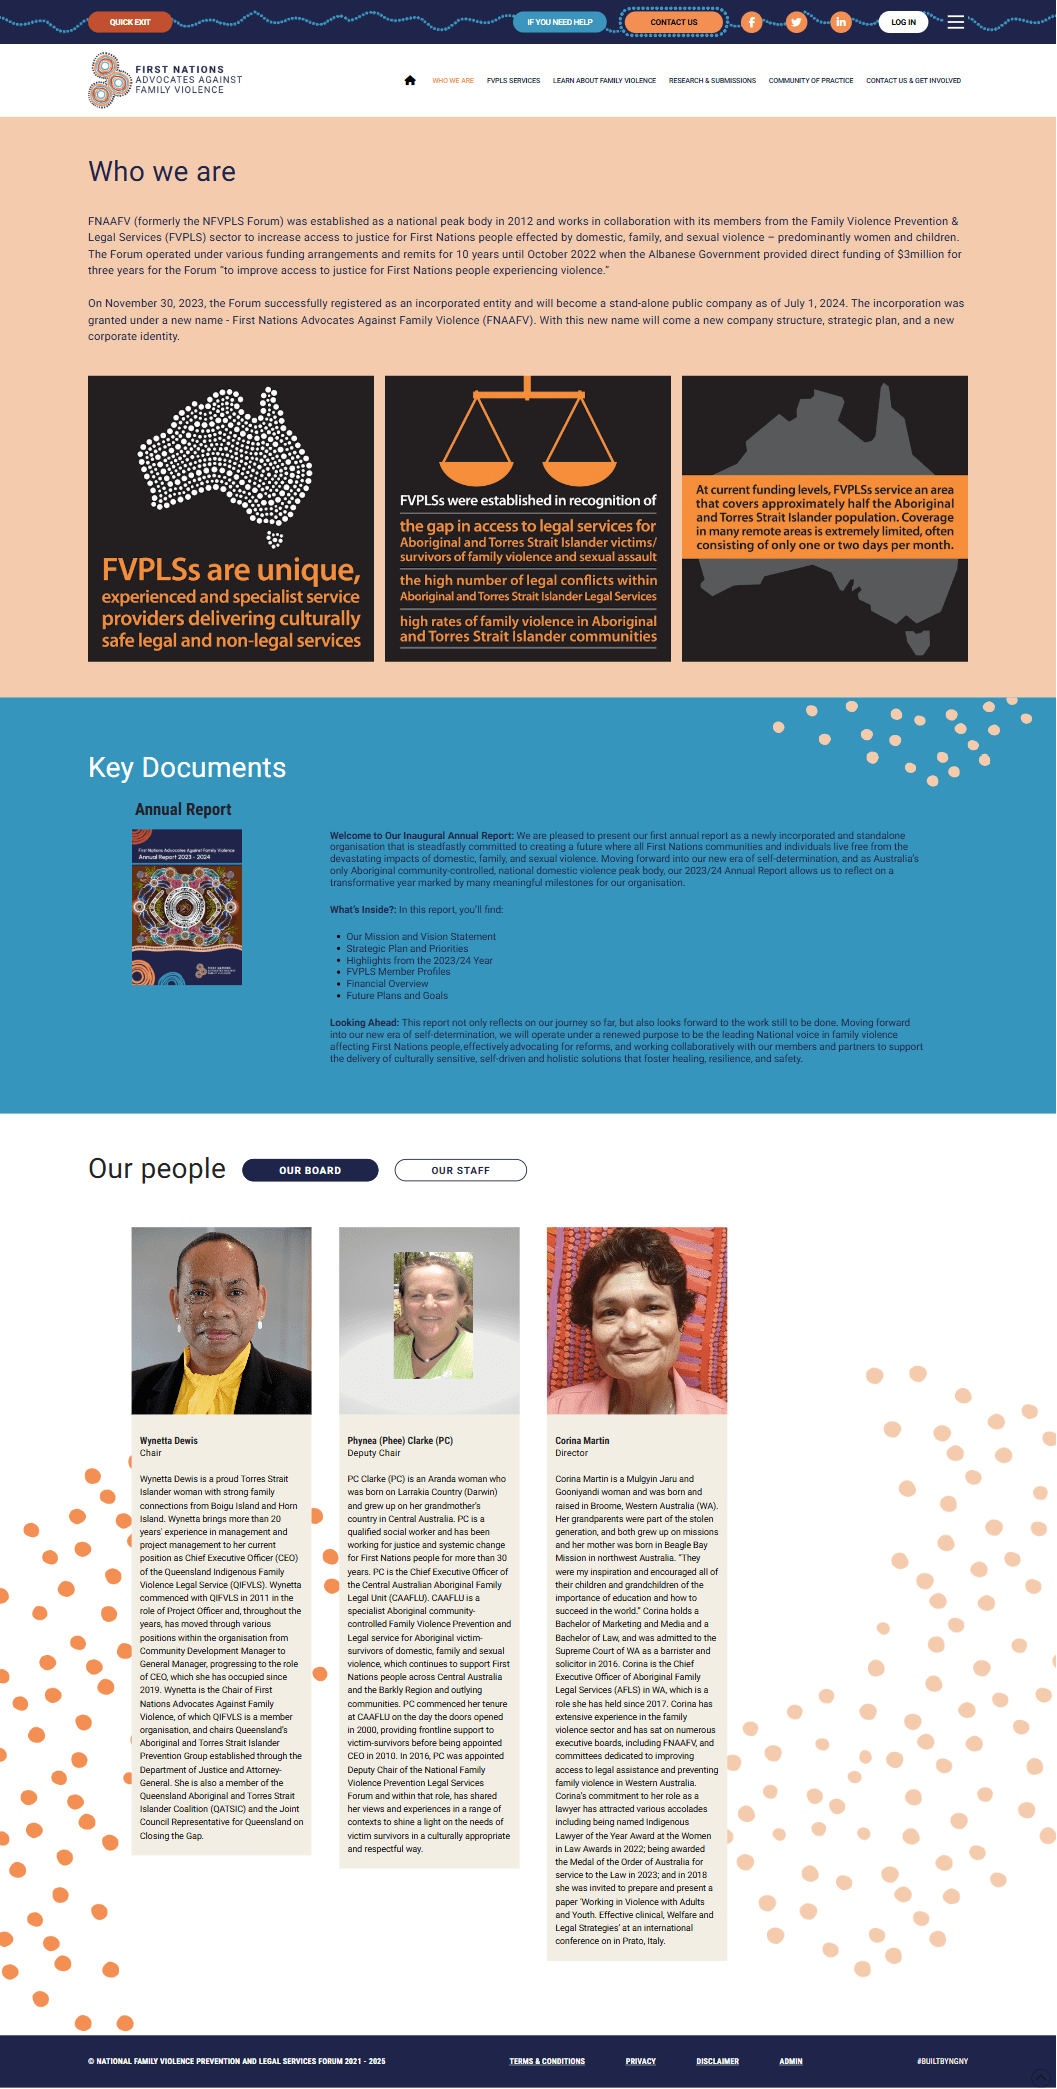 QUICK EXIT
IF YOU NEED HELP
CONTACT US
LOG IN
FIRST NATIONS
ADVOCATES AGAINST
FAMILY VIOLENCE
WHO WE ARE
FVPLS SERVICES
LEARN ABOUT FAMILY VIOLENCE
RESEARCH & SUBMISSIONS
COMMUNITY OF PRACTICE
CONTACT US & GET INVOLVED
Who we are
FNAAFV (formerly the NFVPLS Forum) was established as a national peak body in 2012 and works in collaboration with its members from the Family Violence Prevention &
Legal Services (FVPLS) sector to increase access to justice for First Nations people effected by domestic, family, and sexual violence – predominantly women and children.
The Forum operated under various funding arrangements and remits for 10 years until October 2022 when the Albanese Government provided direct funding of $3million for
three years for the Forum “to improve access to justice for First Nations people experiencing violence.”
On November 30, 2023, the Forum successfully registered as an incorporated entity and will become a stand-alone public company as of July 1, 2024. The incorporation was
granted under a new name - First Nations Advocates Against Family Violence (FNAAFV). With this new name will come a new company structure, strategic plan, and a new
corporate identity.
FVPLSs are unique,
experienced and specialist service
providers delivering culturally
safe legal and non-legal services
FVPLSs were established in recognition of
the gap in access to legal services for
Aboriginal and Torres Strait Islander victims/
survivors of family violence and sexual assault
the high number of legal conflicts within
Aboriginal and Torres Strait Islander Legal Services
high rates of family violence in Aboriginal
and Torres Strait Islander communities
At current funding levels, FVPLSs service an area
that covers approximately half the Aboriginal
and Torres Strait Islander population. Coverage
in many remote areas is extremely limited, often
consisting of only one or two days per month.
Key Documents
Annual Report
First Nations Advocates Against Family Violence
Annual Report 2023 - 2024
FIRST NATIONS
ADVOCATES AGAINST
FAMILY VIOLENCE
Welcome to Our Inaugural Annual Report: We are pleased to present our first annual report as a newly incorporated and standalone
organisation that is steadfastly committed to creating a future where all First Nations communities and individuals live free from the
devastating impacts of domestic, family, and sexual violence. Moving forward into our new era of self-determination, and as Australia's
only Aboriginal community-controlled, national domestic violence peak body, our 2023/24 Annual Report allows us to reflect on a
transformative year marked by many meaningful milestones for our organisation.
What's Inside?: In this report, you'll find:
• Our Mission and Vision Statement
• Strategic Plan and Priorities
• Highlights from the 2023/24 Year
• FVPLS Member Profiles
• Financial Overview
• Future Plans and Goals
Looking Ahead: This report not only reflects on our journey so far, but also looks forward to the work still to be done. Moving forward
into our new era of self-determination, we will operate under a renewed purpose to be the leading National voice in family violence
affecting First Nations people, effectively advocating for reforms, and working collaboratively with our members and partners to support
the delivery of culturally sensitive, self-driven and holistic solutions that foster healing, resilience, and safety.
Our people
OUR BOARD
OUR STAFF
Wynetta Dewis
Chair
Wynetta Dewis is a proud Torres Strait
Islander woman with strong family
connections from Boigu Island and Horn
Island. Wynetta brings more than 20
years' experience in management and
project management to her current
position as Chief Executive Officer (CEO)
of the Queensland Indigenous Family
Violence Legal Service (QIFVLS). Wynetta
commenced with QIFVLS in 2011 in the
role of Project Officer and, throughout the
years, has moved through various
positions within the organisation from
Community Development Manager to
General Manager, progressing to the role
of CEO, which she has occupied since
2019. Wynetta is the Chair of First
Nations Advocates Against Family
Violence, of which QIFVLS is a member
organisation, and chairs Queensland's
Aboriginal and Torres Strait Islander
Prevention Group established through the
Department of Justice and Attorney-
General. She is also a member of the
Queensland Aboriginal and Torres Strait
Islander Coalition (QATSIC) and the Joint
Council Representative for Queensland on
Closing the Gap.
Phynea (Phee) Clarke (PC)
Deputy Chair
PC Clarke (PC) is an Aranda woman who
was born on Larrakia Country (Darwin)
and grew up on her grandmother's
country in Central Australia. PC is a
qualified social worker and has been
working for justice and systemic change
for First Nations people for more than 30
years. PC is the Chief Executive Officer of
the Central Australian Aboriginal Family
Legal Unit (CAAFLU). CAAFLU is a
specialist Aboriginal community-
controlled Family Violence Prevention and
Legal service for Aboriginal victim-
survivors of domestic, family and sexual
violence, which continues to support First
Nations people across Central Australia
and the Barkly Region and outlying
communities. PC commenced her tenure
at CAAFLU on the day the doors opened
in 2000, providing frontline support to
victim-survivors before being appointed
CEO in 2010. In 2016, PC was appointed
Deputy Chair of the National Family
Violence Prevention Legal Services
Forum and within that role, has shared
her views and experiences in a range of
contexts to shine a light on the needs of
victim survivors in a culturally appropriate
and respectful way.
Corina Martin
Director
Corina Martin is a Mulgyin Jaru and
Gooniyandi woman and was born and
raised in Broome, Western Australia (WA).
Her grandparents were part of the stolen
generation, and both grew up on missions
and her mother was born in Beagle Bay
Mission in northwest Australia. “They
were my inspiration and encouraged all of
their children and grandchildren of the
importance of education and how to
succeed in the world.” Corina holds a
Bachelor of Marketing and Media and a
Bachelor of Law, and was admitted to the
Supreme Court of WA as a barrister and
solicitor in 2016. Corina is the Chief
Executive Officer of Aboriginal Family
Legal Services (AFLS) in WA, which is a
role she has held since 2017. Corina has
extensive experience in the family
violence sector and has sat on numerous
executive boards, including FNAAFV, and
committees dedicated to improving
access to legal assistance and preventing
family violence in Western Australia.
Corina's commitment to her role as a
lawyer has attracted various accolades
including being named Indigenous
Lawyer of the Year Award at the Women
in Law Awards in 2022; being awarded
the Medal of the Order of Australia for
service to the Law in 2023; and in 2018
she was invited to prepare and present a
paper 'Working in Violence with Adults
and Youth. Effective clinical, Welfare and
Legal Strategies' at an international
conference on in Prato, Italy.
© NATIONAL FAMILY VIOLENCE PREVENTION AND LEGAL SERVICES FORUM 2021 - 2025
TERMS & CONDITIONS
PRIVACY
DISCLAIMER
ADMIN
#BUILTBYNGNY